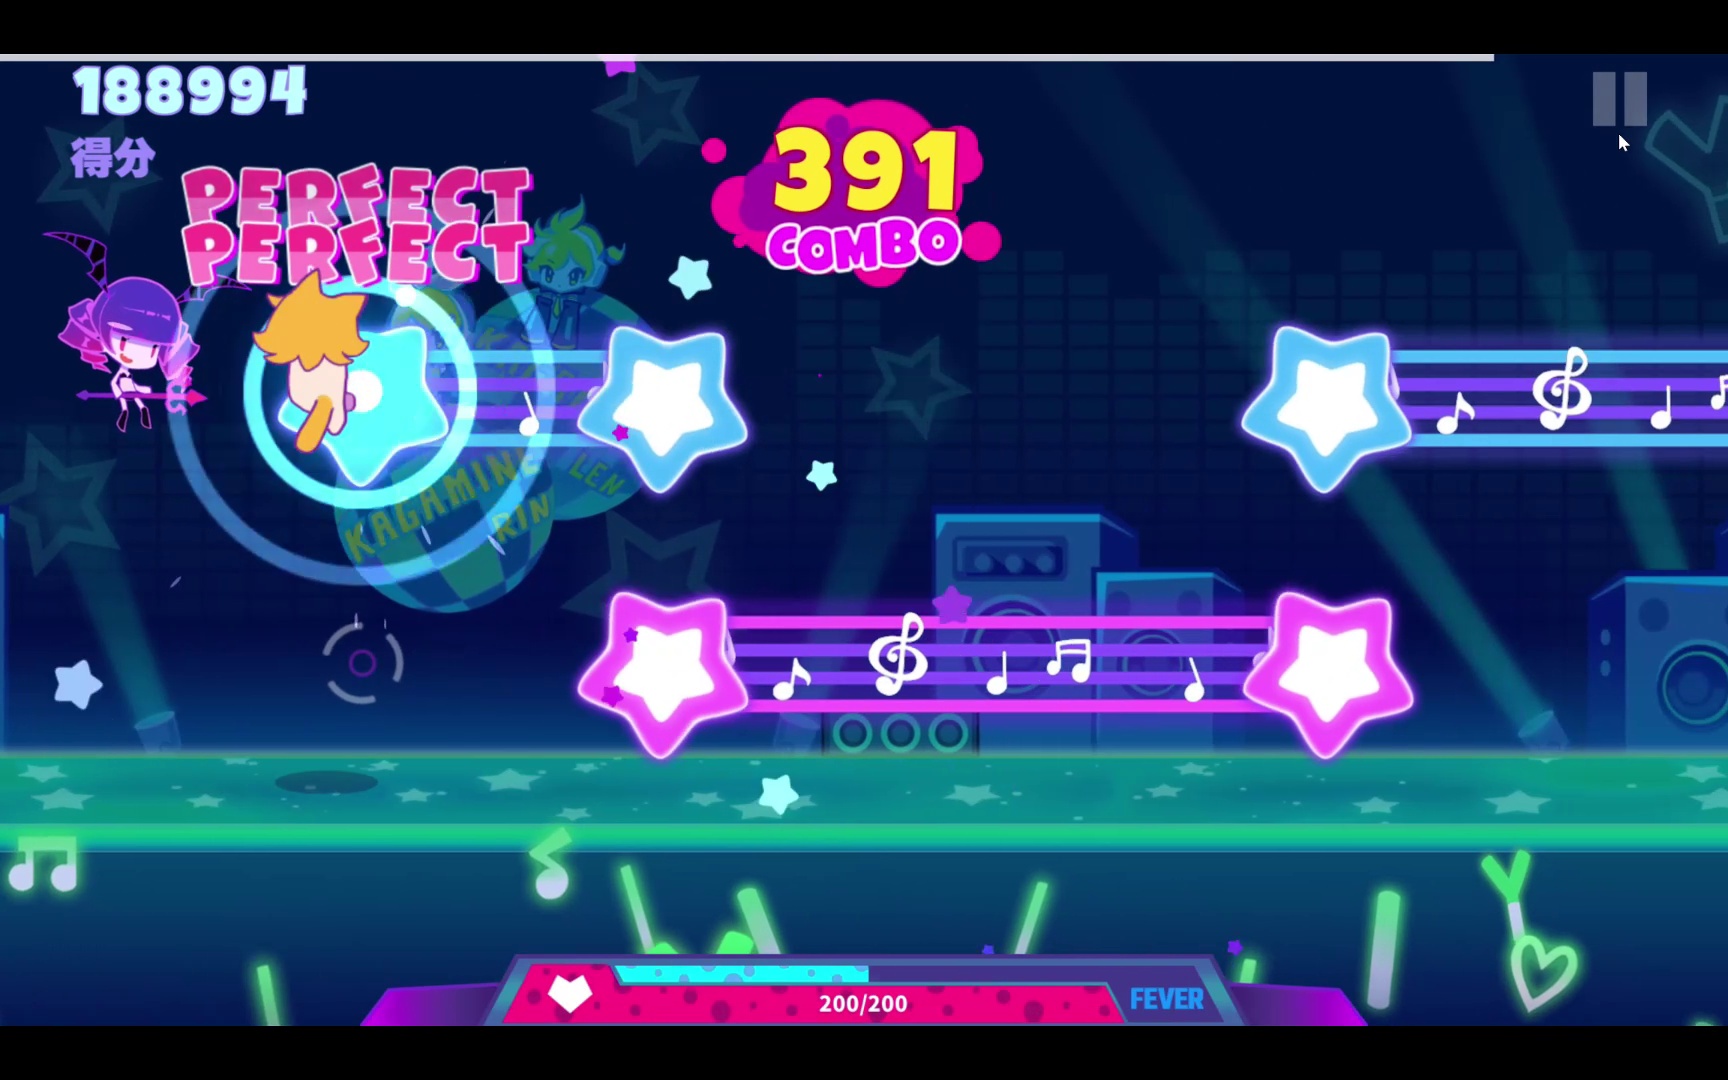 188994
得分
PERFECT
PERFECT
391
COMBO
KAGAMINE
RIN
LEN
200/200
FEVER